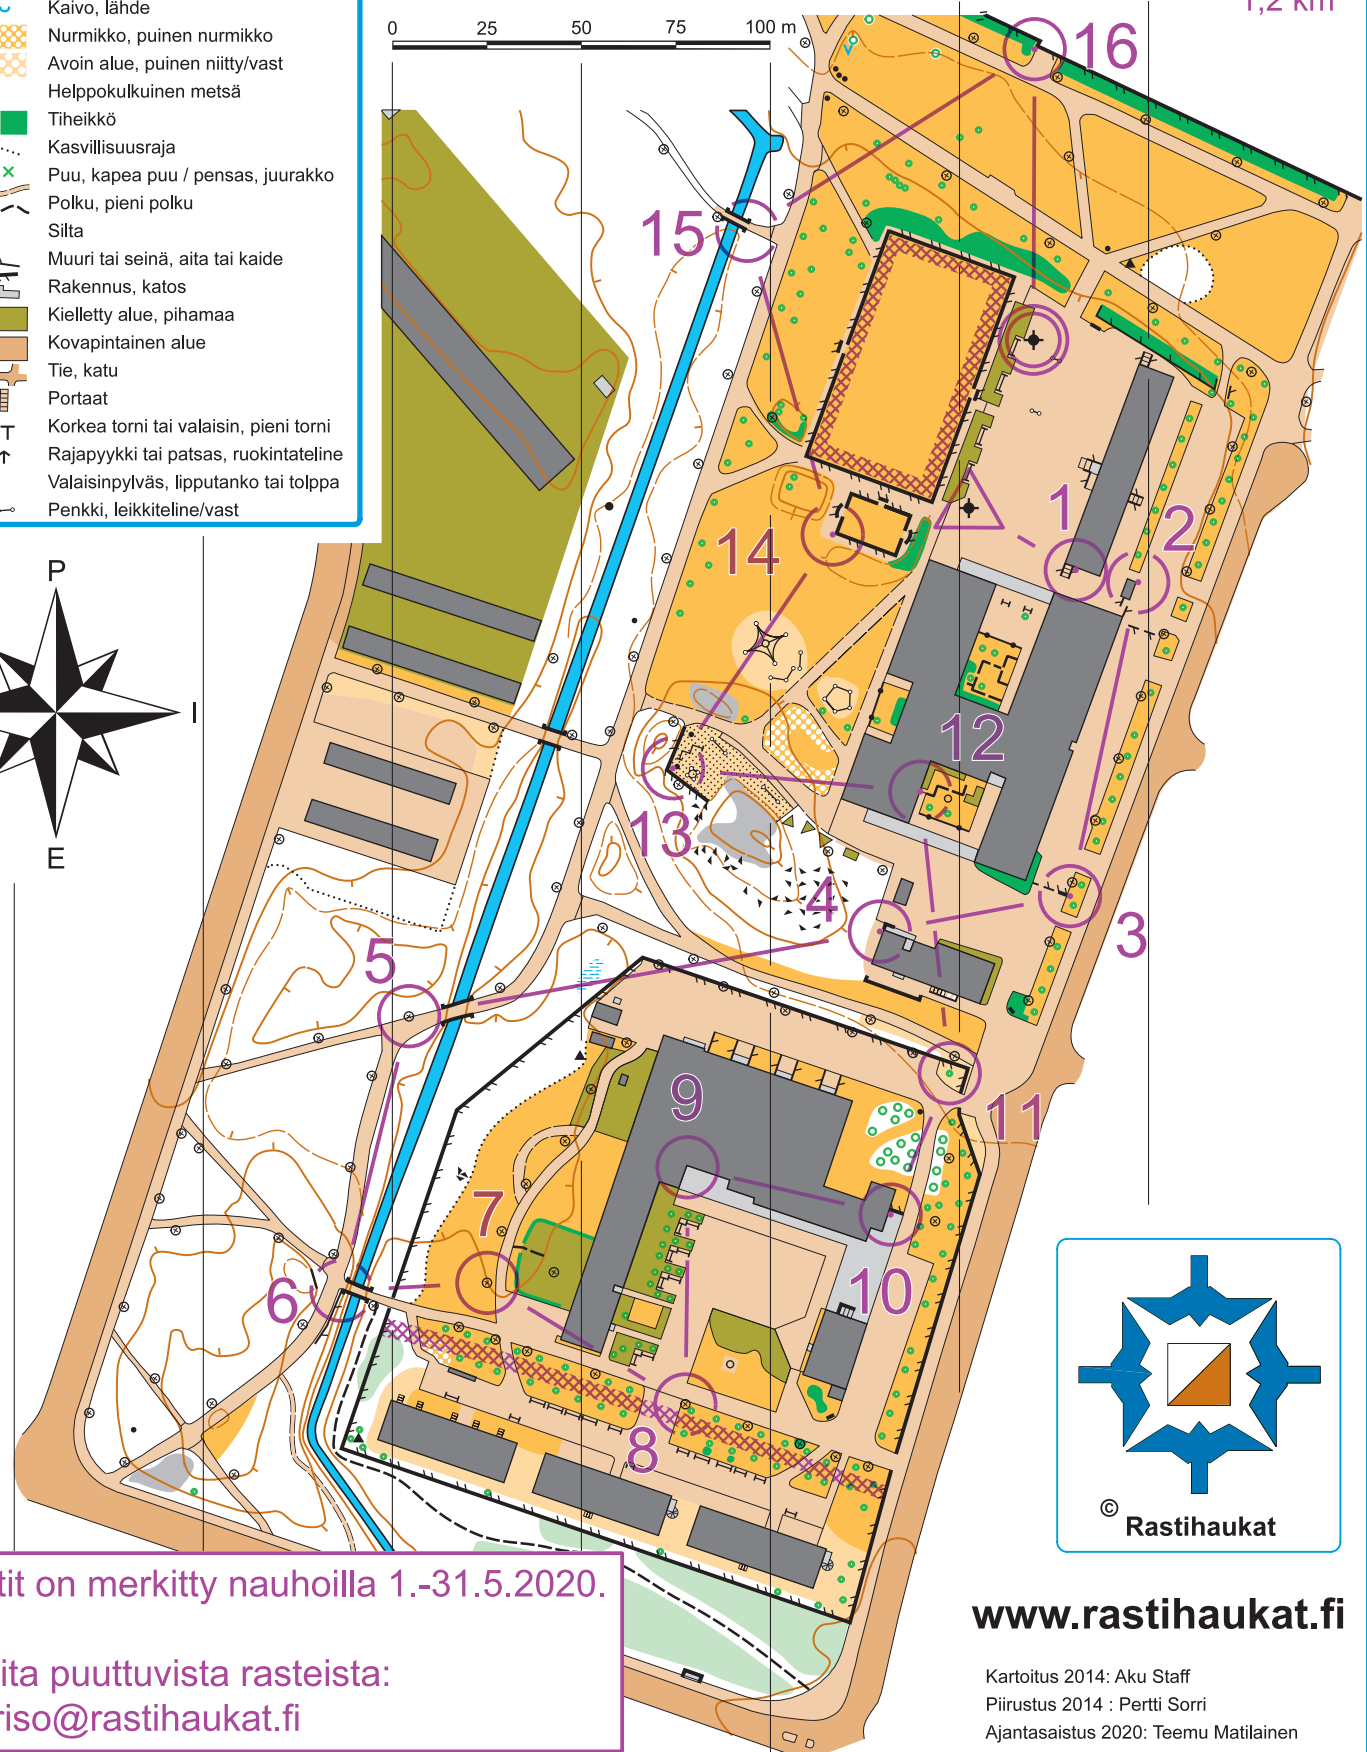 Kaivo, lähde
Nurmikko, puinen nurmikko
Avoin alue, puinen niitty/vast
Helppokulkuinen metsä
Tiheikkö
Kasvillisuusraja
Puu, kapea puu / pensas, juurakko
Polku, pieni polku
Silta
Muuri tai seinä, aita tai kaide
Rakennus, katos
Kielletty alue, pihamaa
Kovapintainen alue
Tie, katu
Portaat
Korkea torni tai valaisin, pieni torni
Rajapyykki tai patsas, ruokintateline
Valaisinpylväs, lipputanko tai tolppa
Penkki, leikkiteline/vast
0 25 50 75 100 m
1,2 km
16
15
14
1
2
P
I
E
12
13
4
3
5
11
9
7
6
10
8
© Rastihaukat
tit on merkitty nauhoilla 1.-31.5.2020.
ita puuttuvista rasteista:
riso@rastihaukat.fi
www.rastihaukat.fi
Kartoitus 2014: Aku Staff
Piirustus 2014 : Pertti Sorri
Ajantasaistus 2020: Teemu Matilainen